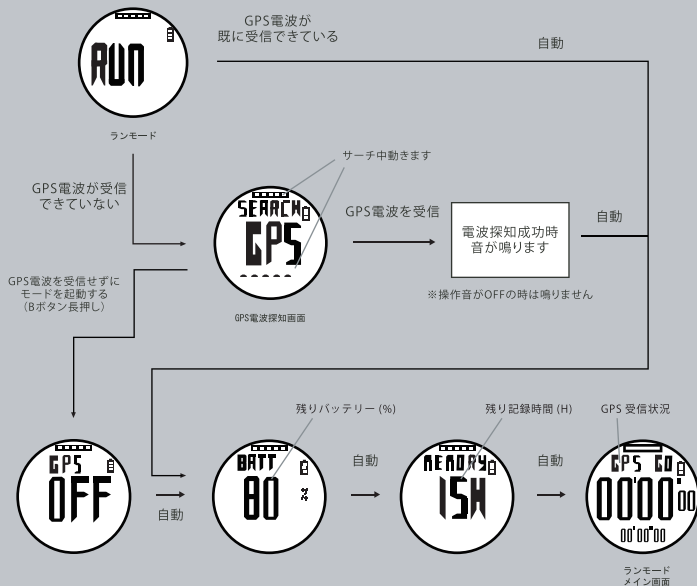 GPS電波が
既に受信できている
自動
RUN
ランモード
サーチ中動きます
GPS電波が受信
できていない
SEARCH
GPS
GPS電波を受信
電波探知成功時
音が鳴ります
自動
※操作音がOFFの時は鳴りません
GPS電波探知画面
GPS電波を受信せずに
モードを起動する
(Bボタン長押し)
残りバッテリー (%)
残り記録時間 (H)
GPS 受信状況
GPS
OFF
自動
BATT
80 %
自動
MEMORY
15H
自動
GPS GO
0000 00
00'00"00
ランモード
メイン画面